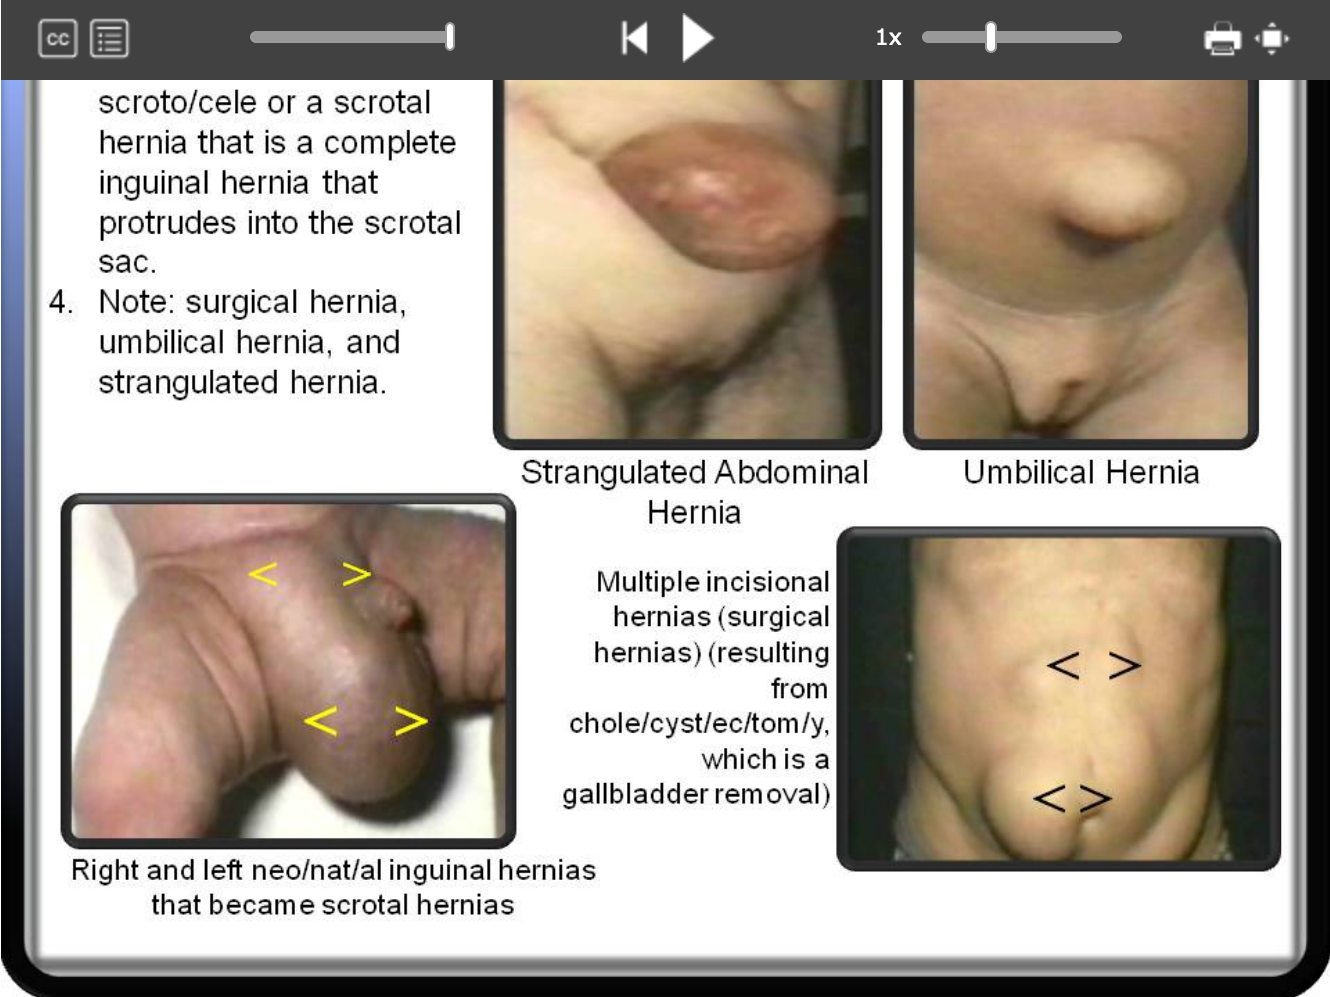 cc
1x
scroto/cele or a scrotal
hernia that is a complete
inguinal hernia that
protrudes into the scrotal
sac.
4. Note: surgical hernia,
umbilical hernia, and
strangulated hernia.
Strangulated Abdominal
Hernia
Umbilical Hernia
< >
< >
Right and left neo/nat/al inguinal hernias
that became scrotal hernias
Multiple incisional
hernias (surgical
hernias) (resulting
from
chole/cyst/ec/tom/y,
which is a
gallbladder removal)
< >
< >